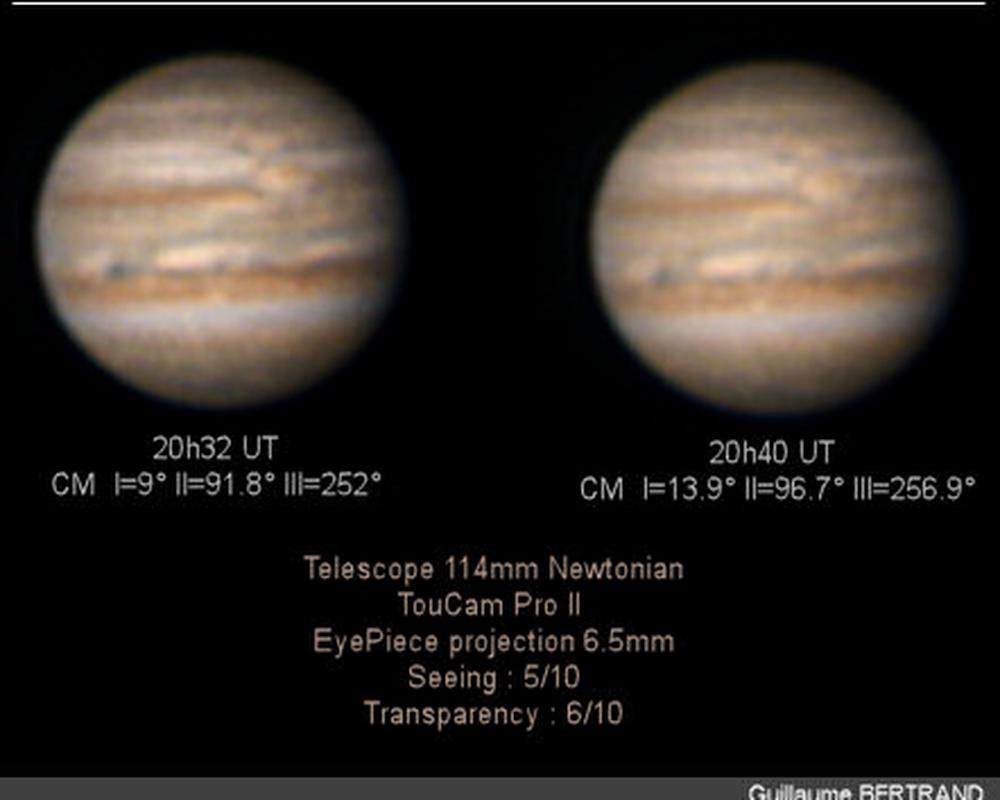 20h32 UT
CM I=9° II=91.8° III=252°
20h40 UT
CM I=13.9° II=96.7° III=256.9°
Telescope 114mm Newtonian
TouCam Pro II
EyePiece projection 6.5mm
Seeing : 5/10
Transparency : 6/10
Guillaume BERTRAND